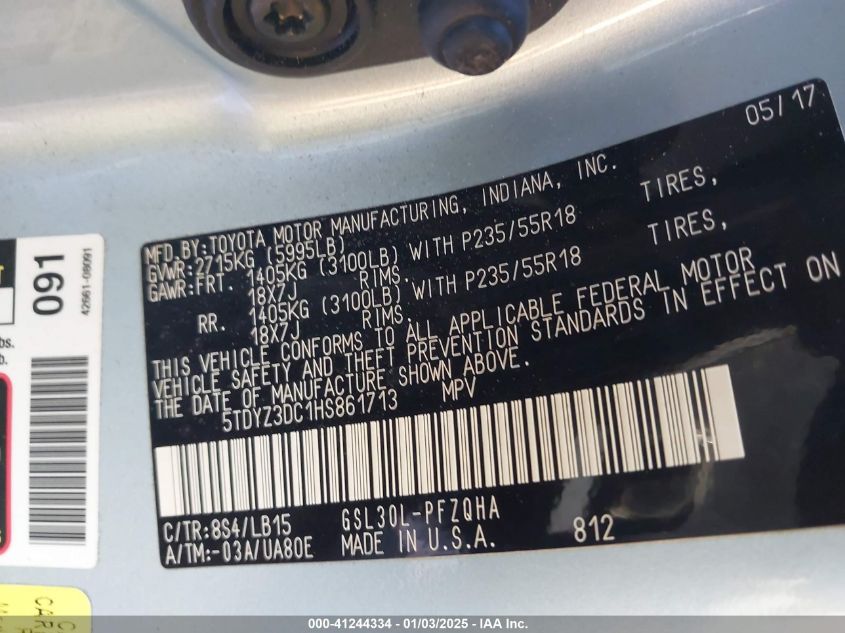 05/17
MFD.BY:TOYOTA MOTOR MANUFACTURING, INDIANA, INC.
GVWR:2715KG (5995LB)
GAWR:FRT. 1405KG (3100LB) WITH P235/55R18 TIRES,
18X7J RIMS.
RR. 1405KG (3100LB) WITH P235/55R18 TIRES,
18X7J RIMS.
THIS VEHICLE CONFORMS TO ALL APPLICABLE FEDERAL MOTOR
VEHICLE SAFETY AND THEFT PREVENTION STANDARDS IN EFFECT ON
THE DATE OF MANUFACTURE SHOWN ABOVE.
5TDYZ3DC1HS861713 MPV
C/TR:8S4/LB15 GSL30L-PFZQHA
A/TM:-03A/UA80E MADE IN U.S.A. 812
091
42661-08091
000-41244334 | 01/03/2025 | IAA Inc.